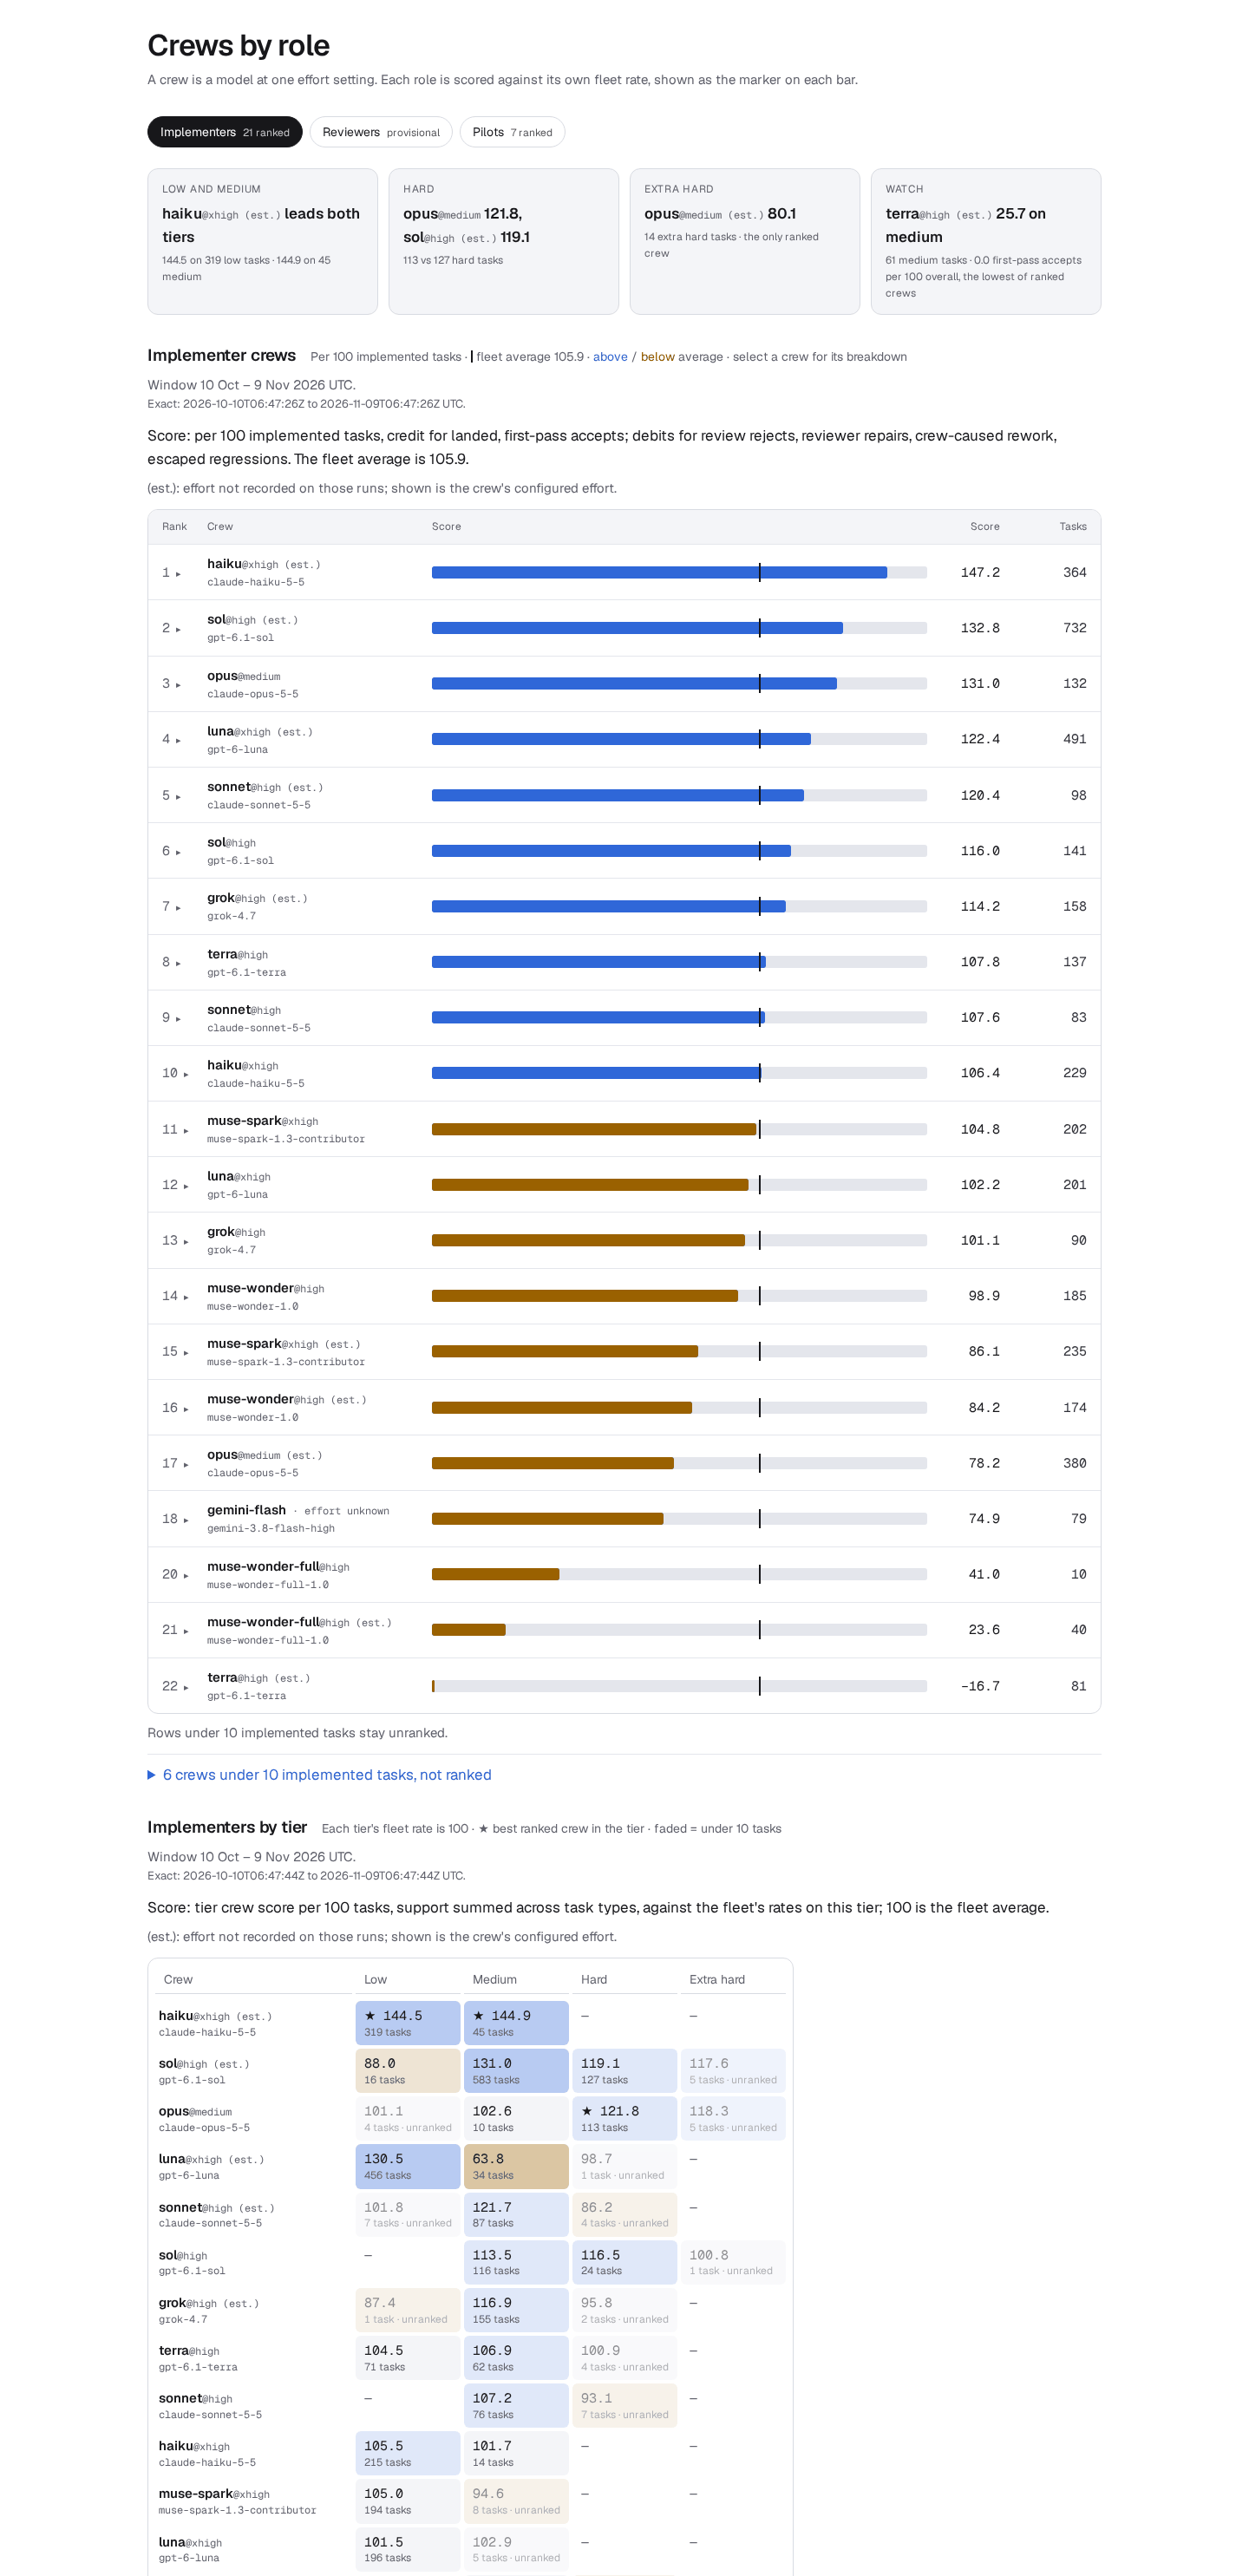 Crews by role
A crew is a model at one effort setting. Each role is scored against its own fleet rate, shown as the marker on each bar.
Implementers 21 ranked
Reviewers provisional
Pilots 7 ranked
LOW AND MEDIUM
haiku@xhigh (est.) leads both
tiers
144.5 on 319 low tasks · 144.9 on 45
medium
HARD
opus@medium 121.8,
sol@high (est.) 119.1
113 vs 127 hard tasks
EXTRA HARD
opus@medium (est.) 80.1
14 extra hard tasks · the only ranked
crew
WATCH
terra@high (est.) 25.7 on
medium
61 medium tasks · 0.0 first-pass accepts
per 100 overall, the lowest of ranked
crews
Implementer crews Per 100 implemented tasks · fleet average 105.9 · above / below average · select a crew for its breakdown
Window 10 Oct – 9 Nov 2026 UTC.
Exact: 2026-10-10T06:47:26Z to 2026-11-09T06:47:26Z UTC.
Score: per 100 implemented tasks, credit for landed, first-pass accepts; debits for review rejects, reviewer repairs, crew-caused rework,
escaped regressions. The fleet average is 105.9.
(est.): effort not recorded on those runs; shown is the crew's configured effort.
Rank Crew Score Score Tasks
1 ▸ haiku@xhigh (est.) 147.2 364
claude-haiku-5-5
2 ▸ sol@high (est.) 132.8 732
gpt-6.1-sol
3 ▸ opus@medium 131.0 132
claude-opus-5-5
4 ▸ luna@xhigh (est.) 122.4 491
gpt-6-luna
5 ▸ sonnet@high (est.) 120.4 98
claude-sonnet-5-5
6 ▸ sol@high 116.0 141
gpt-6.1-sol
7 ▸ grok@high (est.) 114.2 158
grok-4.7
8 ▸ terra@high 107.8 137
gpt-6.1-terra
9 ▸ sonnet@high 107.6 83
claude-sonnet-5-5
10 ▸ haiku@xhigh 106.4 229
claude-haiku-5-5
11 ▸ muse-spark@xhigh 104.8 202
muse-spark-1.3-contributor
12 ▸ luna@xhigh 102.2 201
gpt-6-luna
13 ▸ grok@high 101.1 90
grok-4.7
14 ▸ muse-wonder@high 98.9 185
muse-wonder-1.0
15 ▸ muse-spark@xhigh (est.) 86.1 235
muse-spark-1.3-contributor
16 ▸ muse-wonder@high (est.) 84.2 174
muse-wonder-1.0
17 ▸ opus@medium (est.) 78.2 380
claude-opus-5-5
18 ▸ gemini-flash · effort unknown 74.9 79
gemini-3.8-flash-high
20 ▸ muse-wonder-full@high 41.0 10
muse-wonder-full-1.0
21 ▸ muse-wonder-full@high (est.) 23.6 40
muse-wonder-full-1.0
22 ▸ terra@high (est.) −16.7 81
gpt-6.1-terra
Rows under 10 implemented tasks stay unranked.
▶ 6 crews under 10 implemented tasks, not ranked
Implementers by tier Each tier's fleet rate is 100 · ★ best ranked crew in the tier · faded = under 10 tasks
Window 10 Oct – 9 Nov 2026 UTC.
Exact: 2026-10-10T06:47:44Z to 2026-11-09T06:47:44Z UTC.
Score: tier crew score per 100 tasks, support summed across task types, against the fleet's rates on this tier; 100 is the fleet average.
(est.): effort not recorded on those runs; shown is the crew's configured effort.
Crew Low Medium Hard Extra hard
haiku@xhigh (est.) ★ 144.5 ★ 144.9 — —
claude-haiku-5-5 319 tasks 45 tasks
sol@high (est.) 88.0 131.0 119.1 117.6
gpt-6.1-sol 16 tasks 583 tasks 127 tasks 5 tasks · unranked
opus@medium 101.1 102.6 ★ 121.8 118.3
claude-opus-5-5 4 tasks · unranked 10 tasks 113 tasks 5 tasks · unranked
luna@xhigh (est.) 130.5 63.8 98.7 —
gpt-6-luna 456 tasks 34 tasks 1 task · unranked
sonnet@high (est.) 101.8 121.7 86.2 —
claude-sonnet-5-5 7 tasks · unranked 87 tasks 4 tasks · unranked
sol@high — 113.5 116.5 100.8
gpt-6.1-sol 116 tasks 24 tasks 1 task · unranked
grok@high (est.) 87.4 116.9 95.8 —
grok-4.7 1 task · unranked 155 tasks 2 tasks · unranked
terra@high 104.5 106.9 100.9 —
gpt-6.1-terra 71 tasks 62 tasks 4 tasks · unranked
sonnet@high — 107.2 93.1 —
claude-sonnet-5-5 76 tasks 7 tasks · unranked
haiku@xhigh 105.5 101.7 — —
claude-haiku-5-5 215 tasks 14 tasks
muse-spark@xhigh 105.0 94.6 — —
muse-spark-1.3-contributor 194 tasks 8 tasks · unranked
luna@xhigh 101.5 102.9 — —
gpt-6-luna 196 tasks 5 tasks · unranked